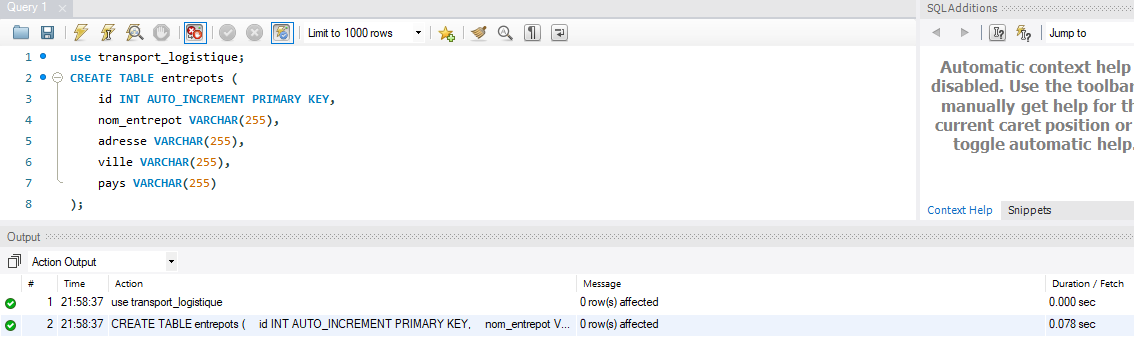 Query 1
SQLAdditions
Limit to 1000 rows
Jump to
1 use transport_logistique;
2 CREATE TABLE entrepots (
3 id INT AUTO_INCREMENT PRIMARY KEY,
4 nom_entrepot VARCHAR(255),
5 adresse VARCHAR(255),
6 ville VARCHAR(255),
7 pays VARCHAR(255)
8 );
Automatic context help
disabled. Use the toolbar
manually get help for th
current caret position or
toggle automatic help.
Context Help Snippets
Output
Action Output
# Time Action Message Duration / Fetch
1 21:58:37 use transport_logistique 0 row(s) affected 0.000 sec
2 21:58:37 CREATE TABLE entrepots ( id INT AUTO_INCREMENT PRIMARY KEY, nom_entrepot V... 0 row(s) affected 0.078 sec